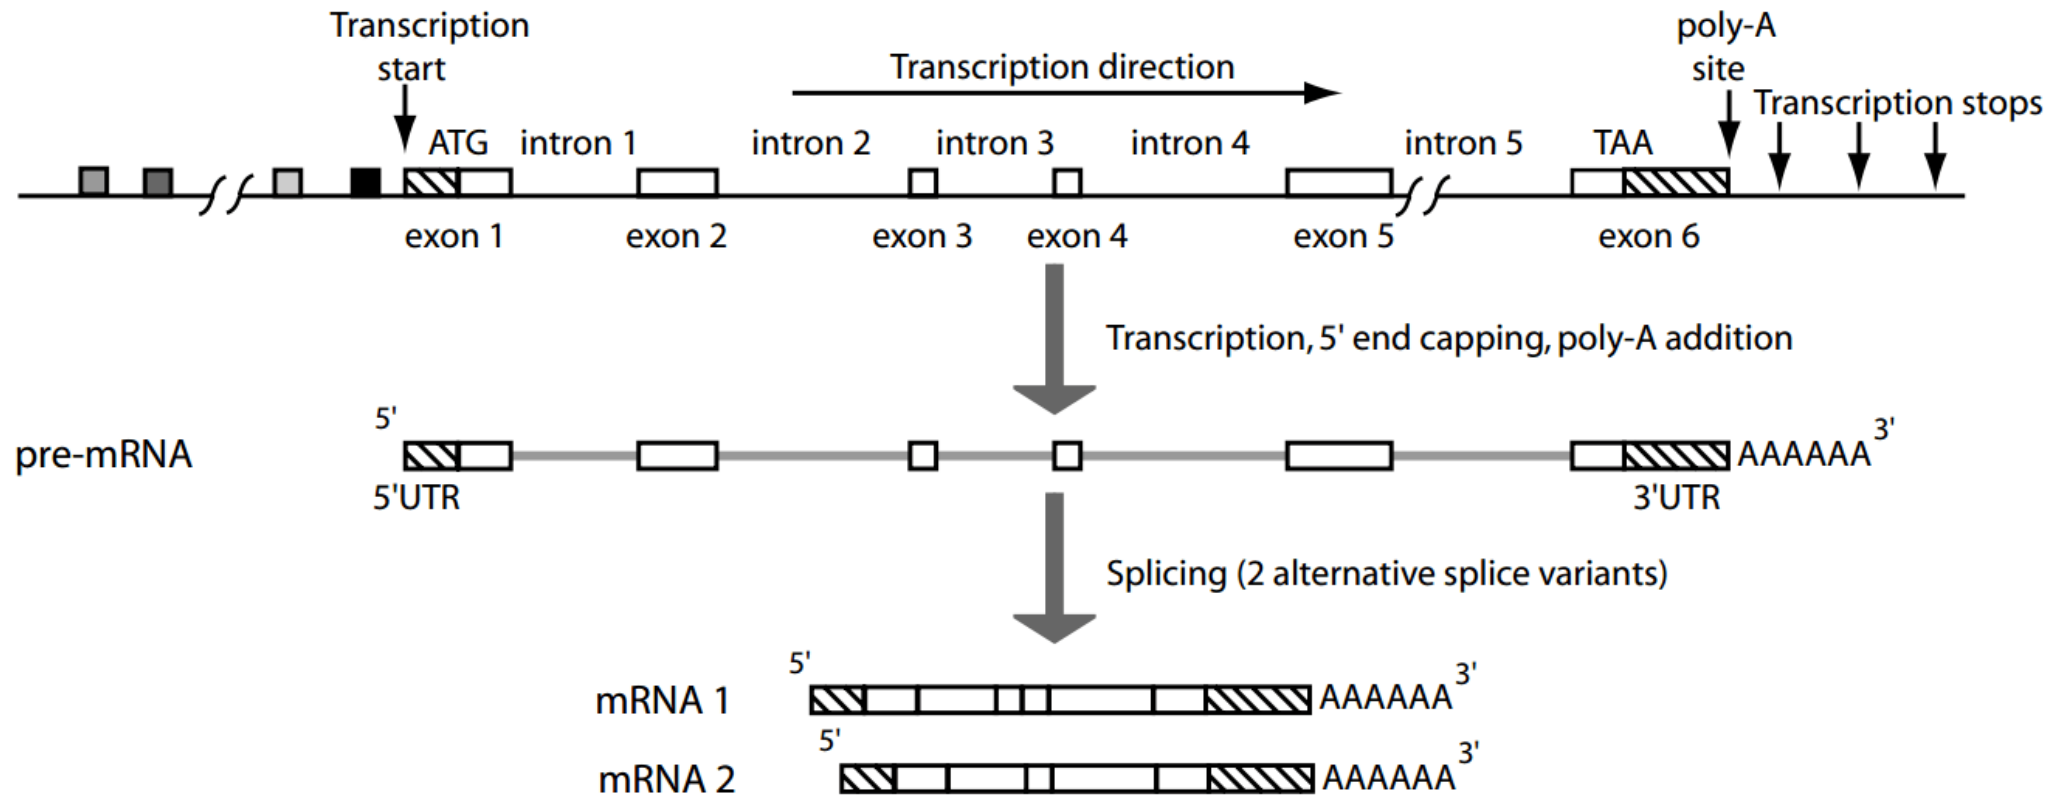 Transcription
start
Transcription direction
poly-A
site
Transcription stops
ATG
intron 1
intron 2
intron 3
intron 4
intron 5
TAA
exon 1
exon 2
exon 3
exon 4
exon 5
exon 6
Transcription, 5' end capping, poly-A addition
5'
pre-mRNA
AAAAAA
3'
5'UTR
3'UTR
Splicing (2 alternative splice variants)
5'
mRNA 1
AAAAAA
3'
5'
mRNA 2
AAAAAA
3'